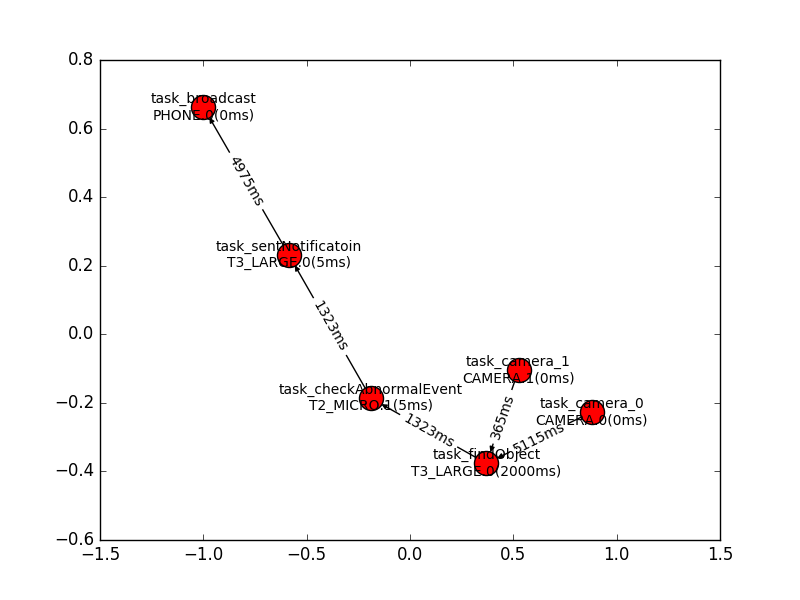 0.8
0.6
0.4
0.2
0.0
−0.2
−0.4
−0.6
−1.5
−1.0
−0.5
0.0
0.5
1.0
1.5
task_broadcast
PHONE.0(0ms)
4975ms
task_sentNotificatoin
T3_LARGE.0(5ms)
1323ms
task_checkAbnormalEvent
T2_MICRO.1(5ms)
1323ms
task_camera_1
CAMERA.1(0ms)
365ms
task_camera_0
CAMERA.0(0ms)
5115ms
task_findObject
T3_LARGE.0(2000ms)